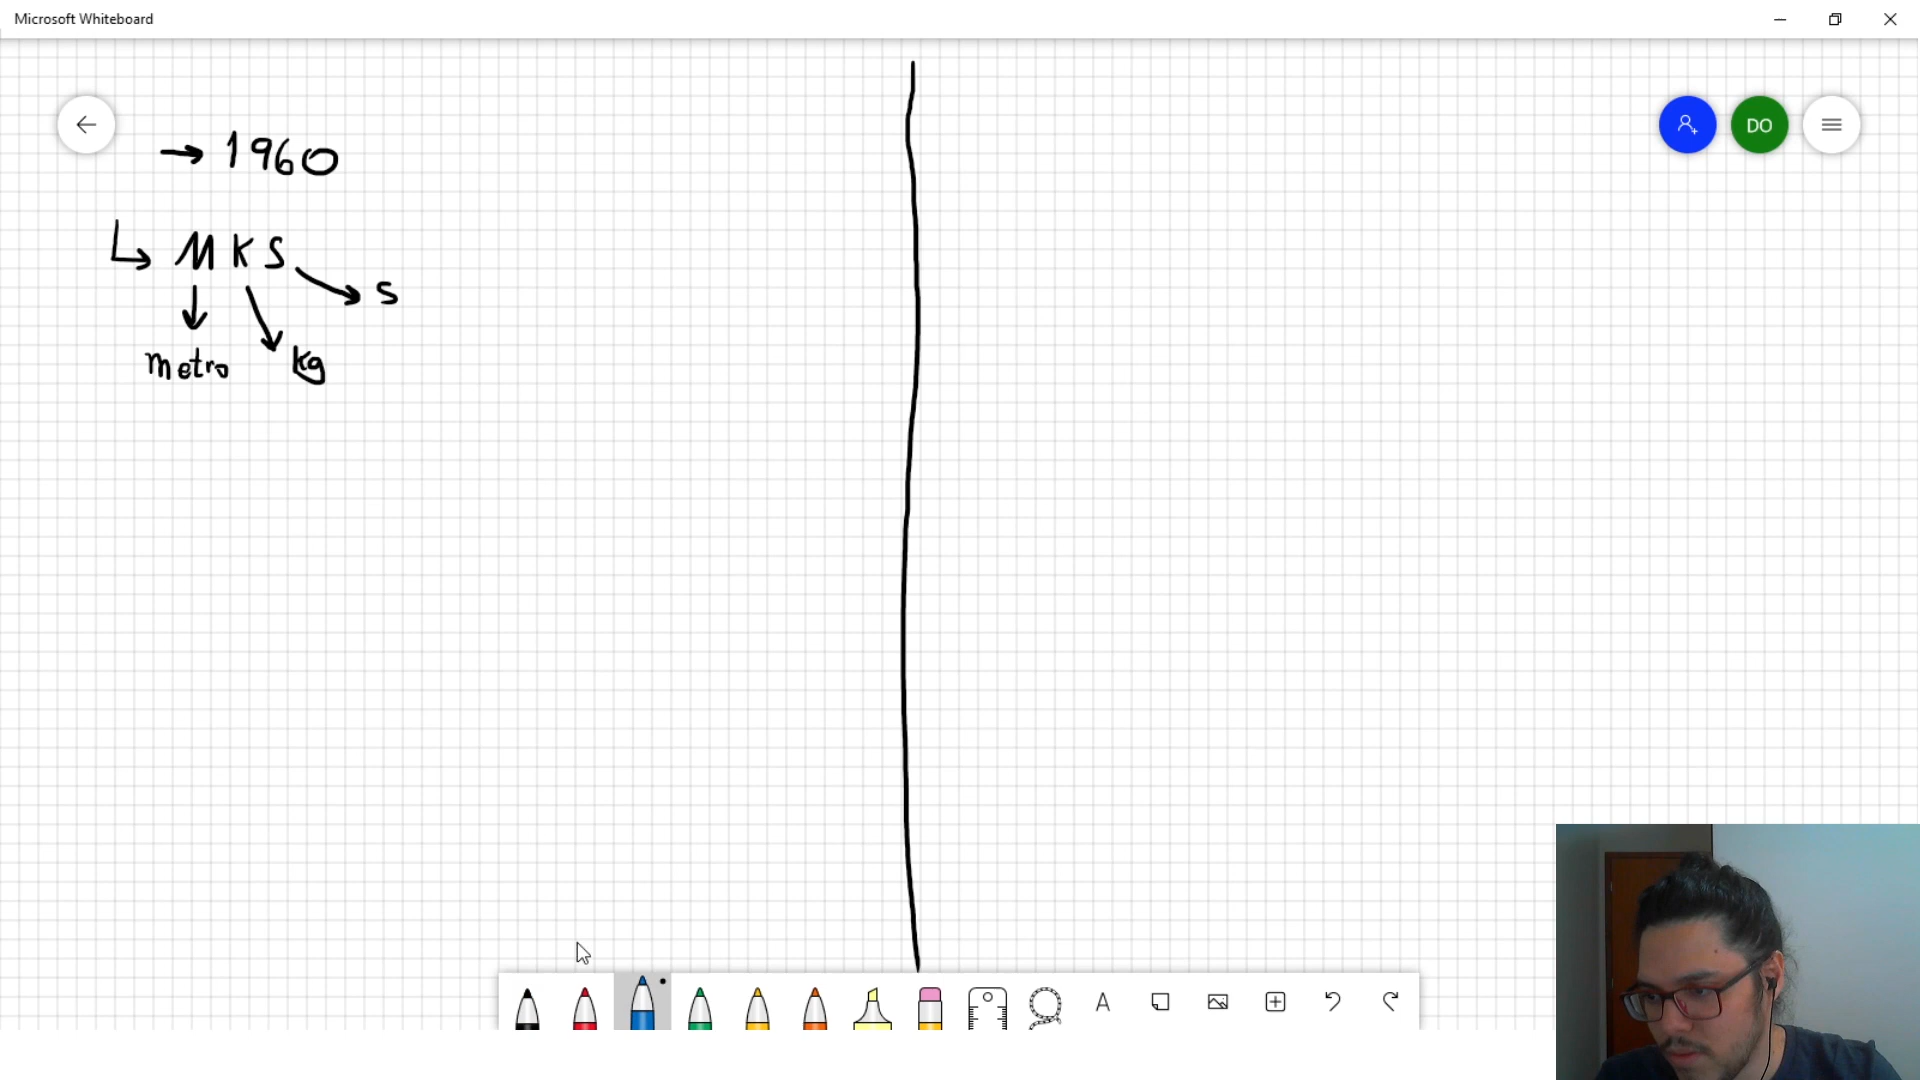 Microsoft Whiteboard
DO
→ 1960
↳ MKS
s
metro kg
A